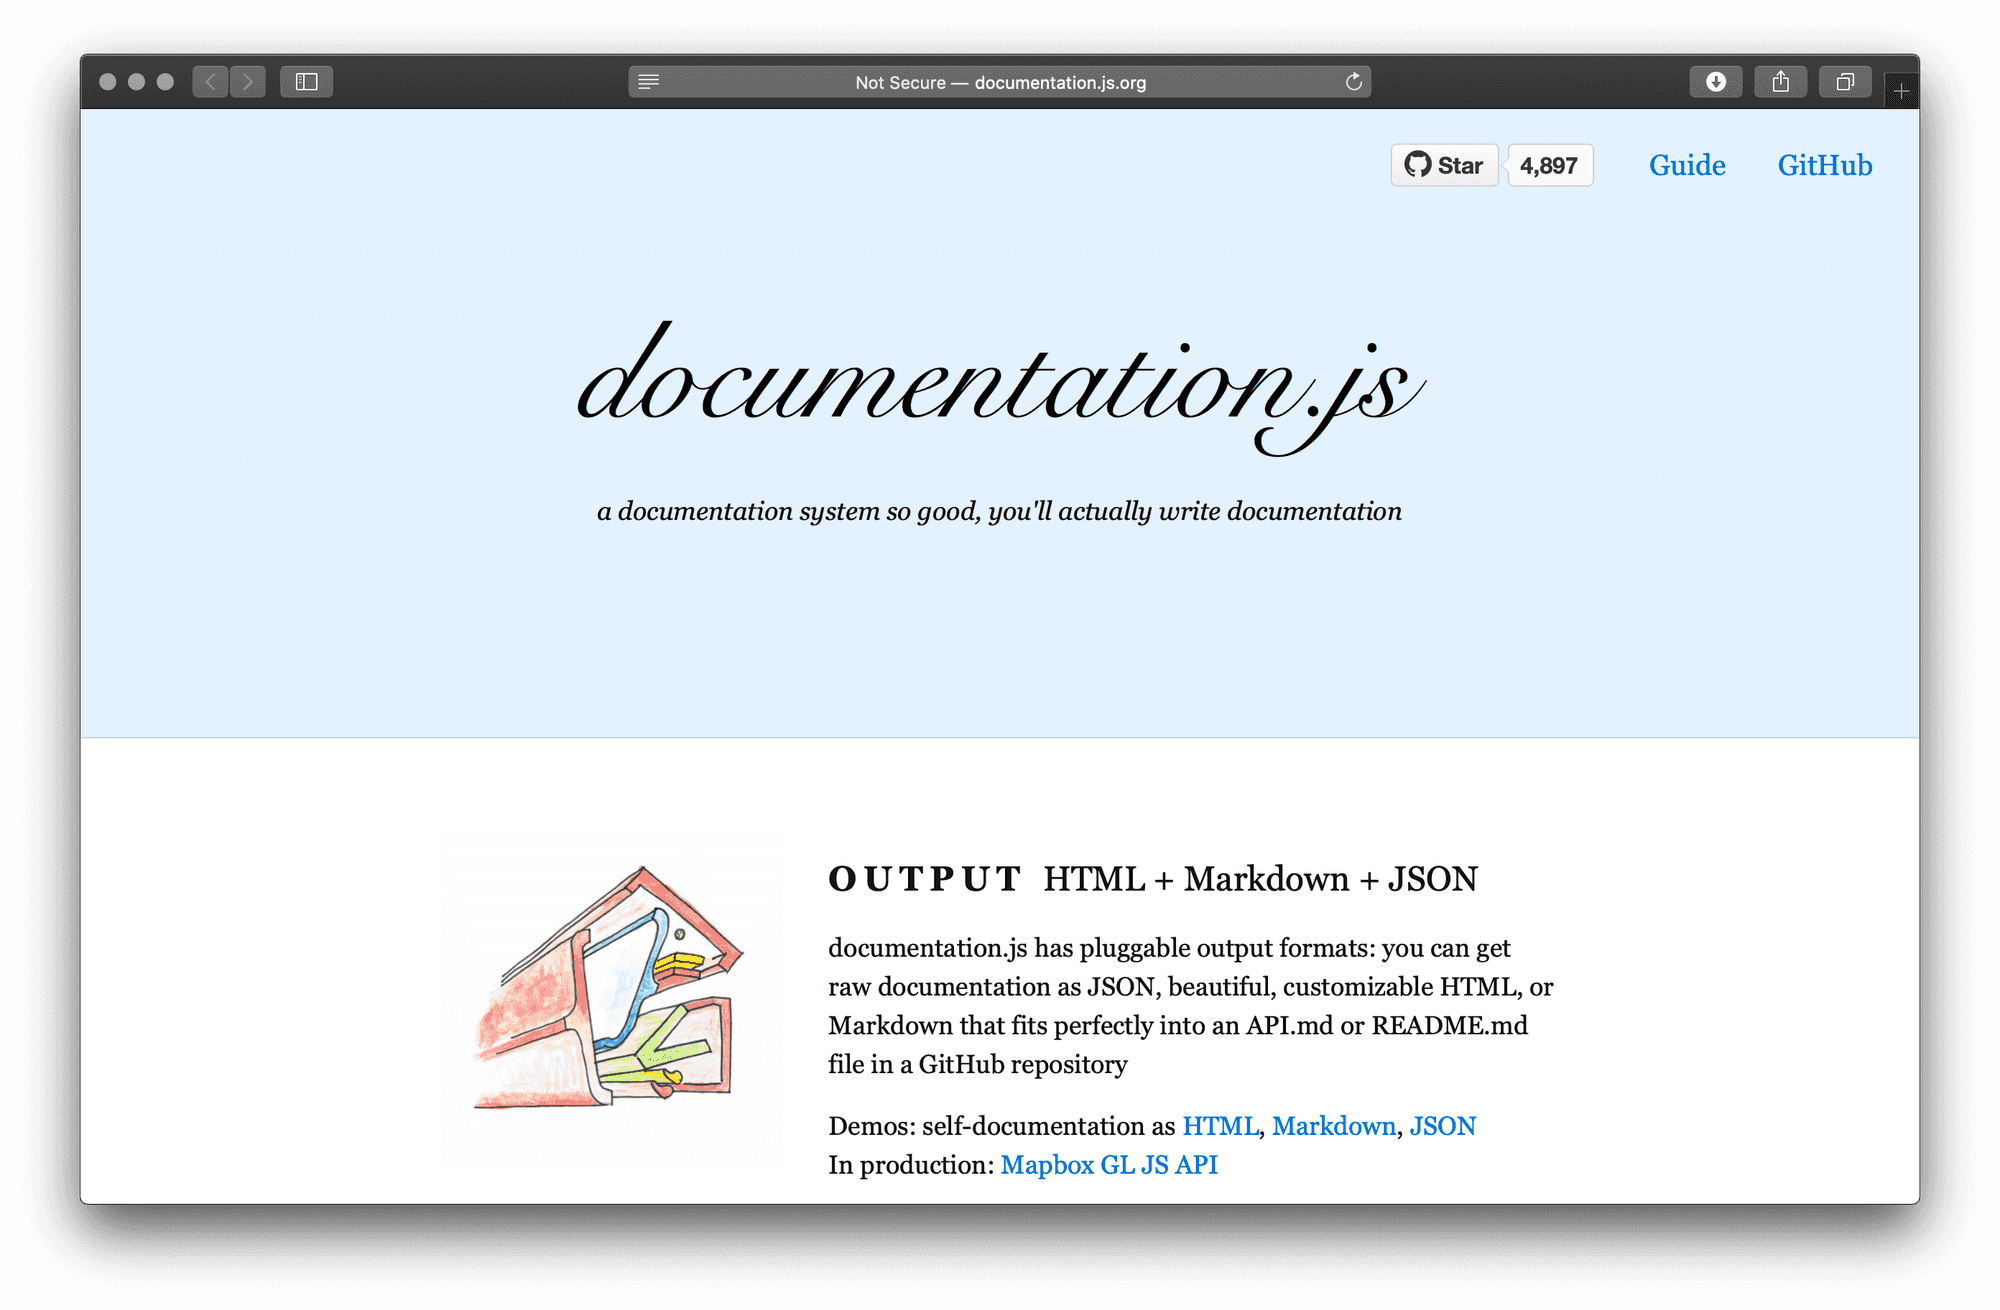 Not Secure — documentation.js.org
Star 4,897 Guide GitHub
documentation.js
a documentation system so good, you'll actually write documentation
OUTPUT HTML + Markdown + JSON
documentation.js has pluggable output formats: you can get
raw documentation as JSON, beautiful, customizable HTML, or
Markdown that fits perfectly into an API.md or README.md
file in a GitHub repository
Demos: self-documentation as HTML, Markdown, JSON
In production: Mapbox GL JS API